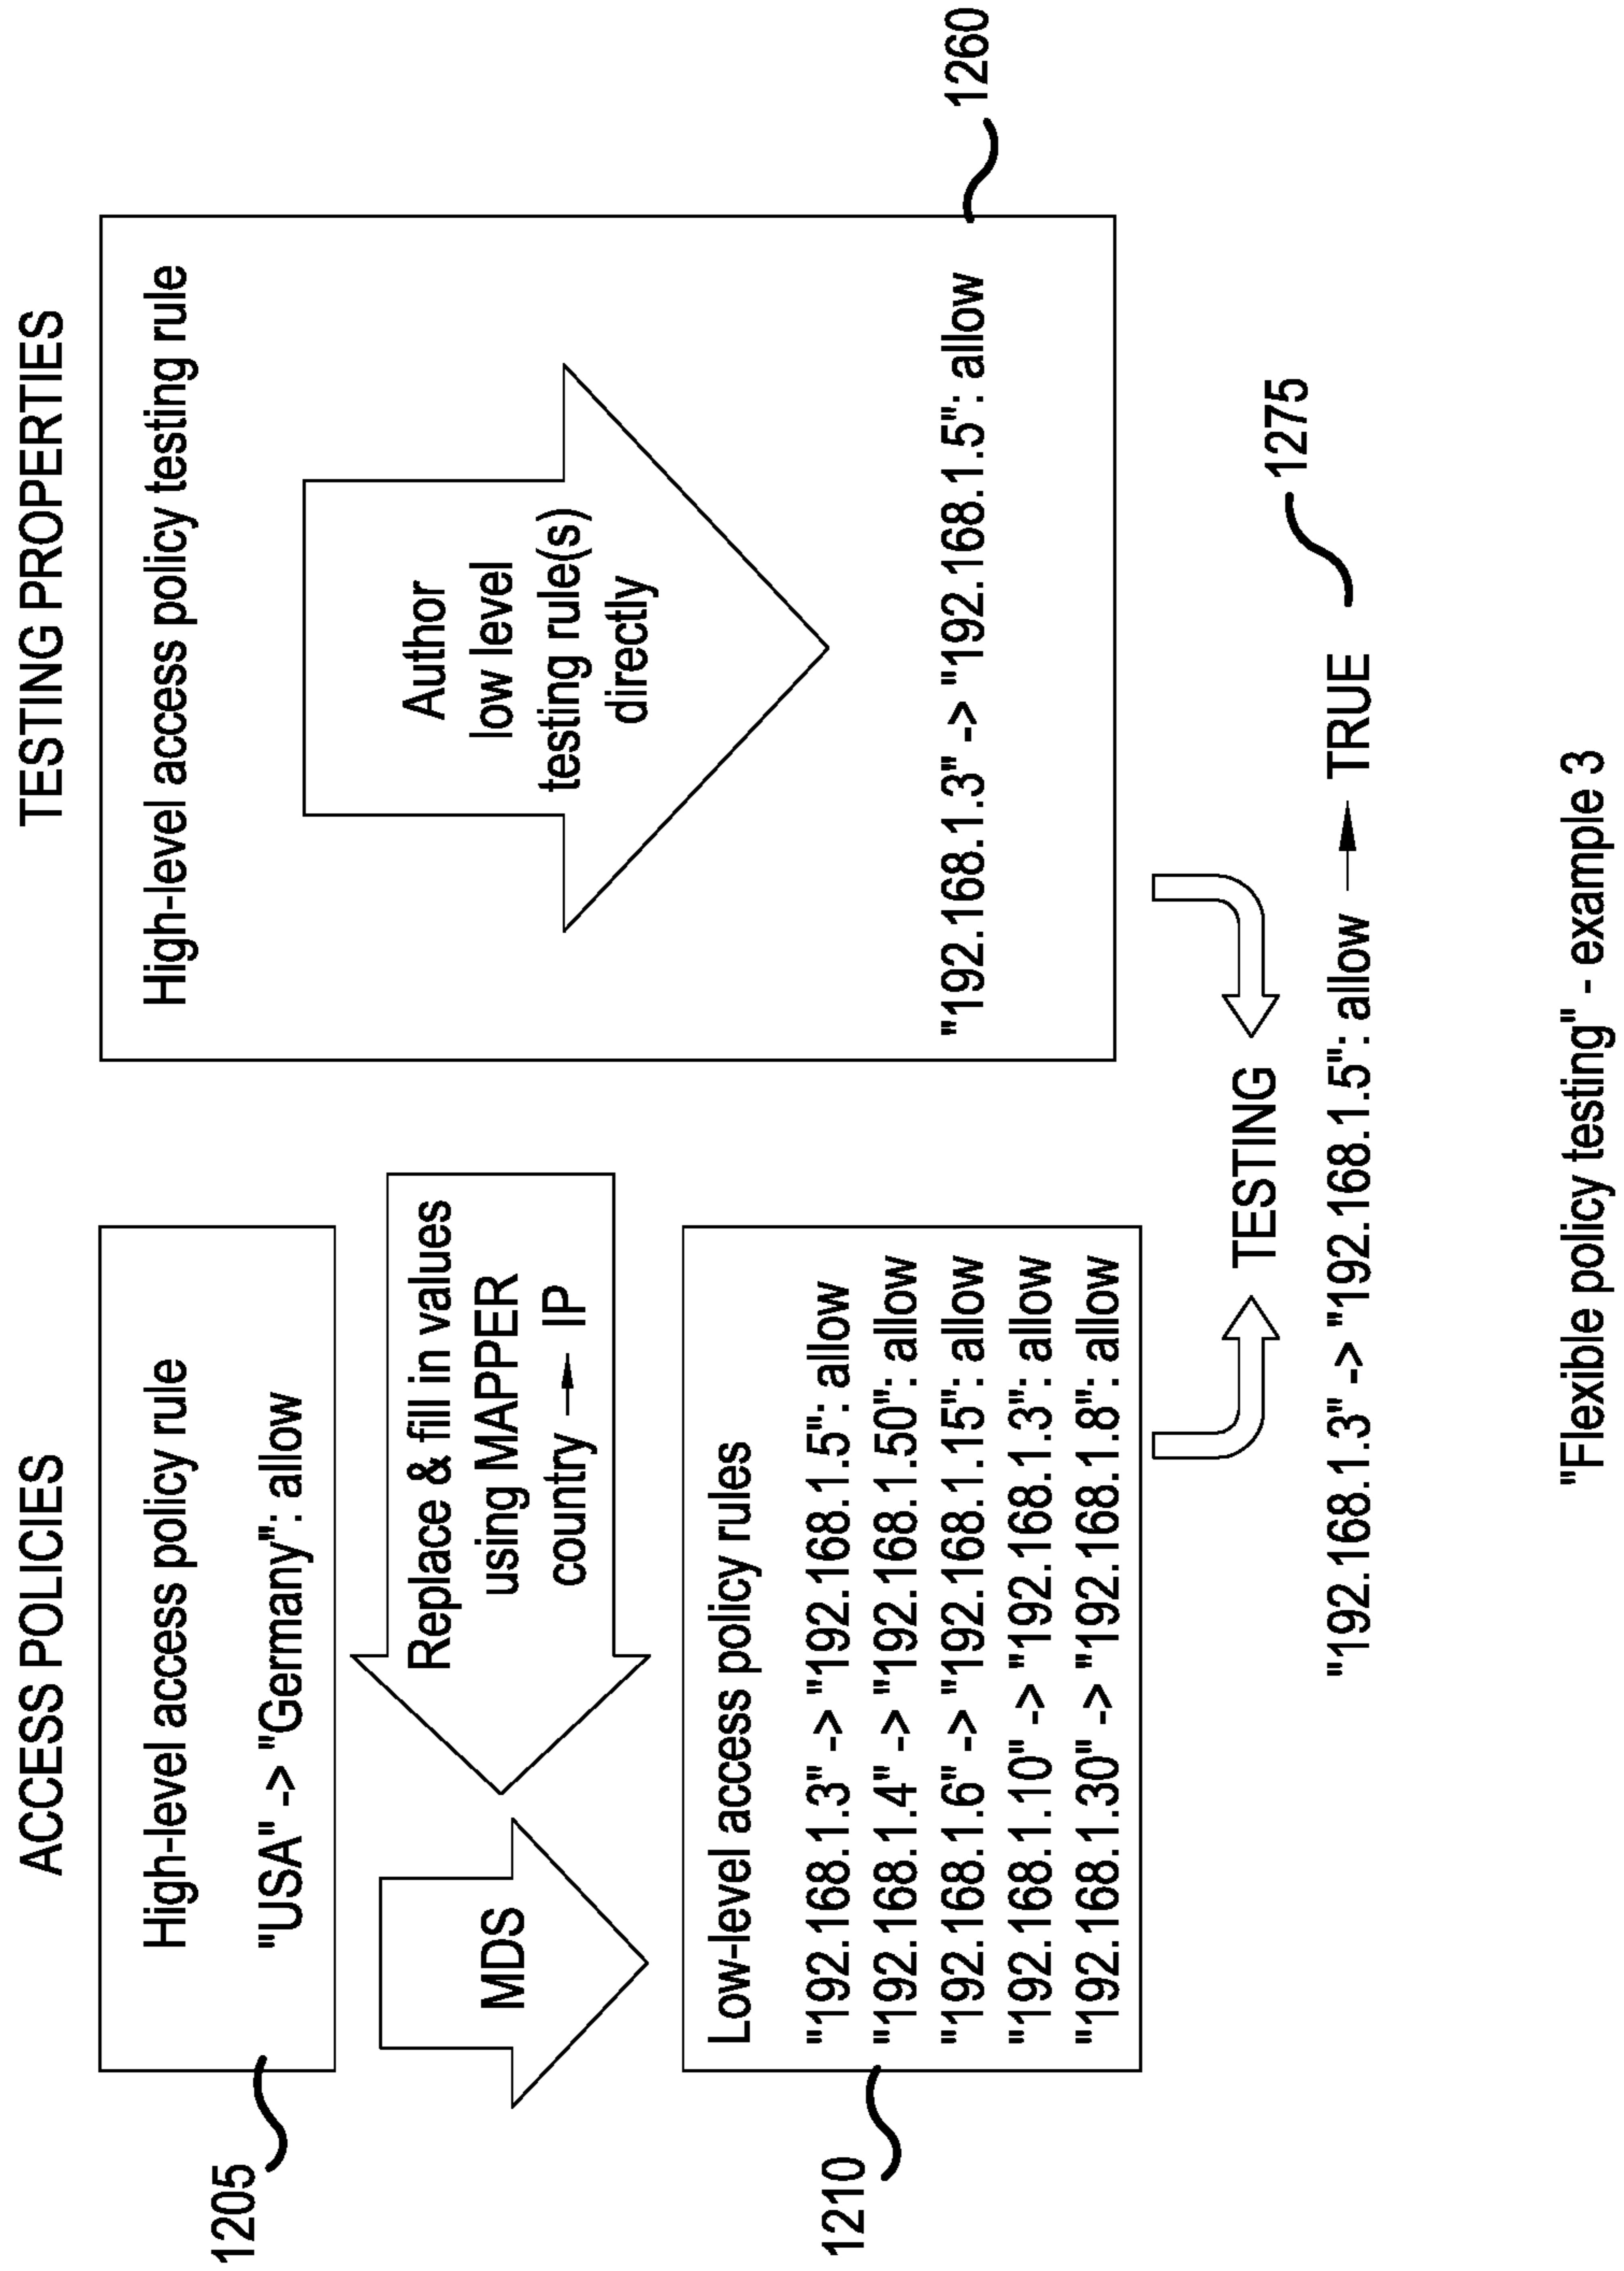 ACCESS POLICIES
High-level access policy rule
"USA" -> "Germany": allow
1205
MDS
Replace & fill in values
using MAPPER
country → IP
Low-level access policy rules
"192.168.1.3" -> "192.168.1.5": allow
"192.168.1.4" -> "192.168.1.50": allow
"192.168.1.6" -> "192.168.1.15": allow
"192.168.1.10" -> "192.168.1.3": allow
"192.168.1.30" -> "192.168.1.8": allow
1210
TESTING PROPERTIES
High-level access policy testing rule
Author
low level
testing rule(s)
directly
"192.168.1.3" -> "192.168.1.5": allow
1260
TESTING
"192.168.1.3" -> "192.168.1.5": allow → TRUE
1275
"Flexible policy testing" - example 3